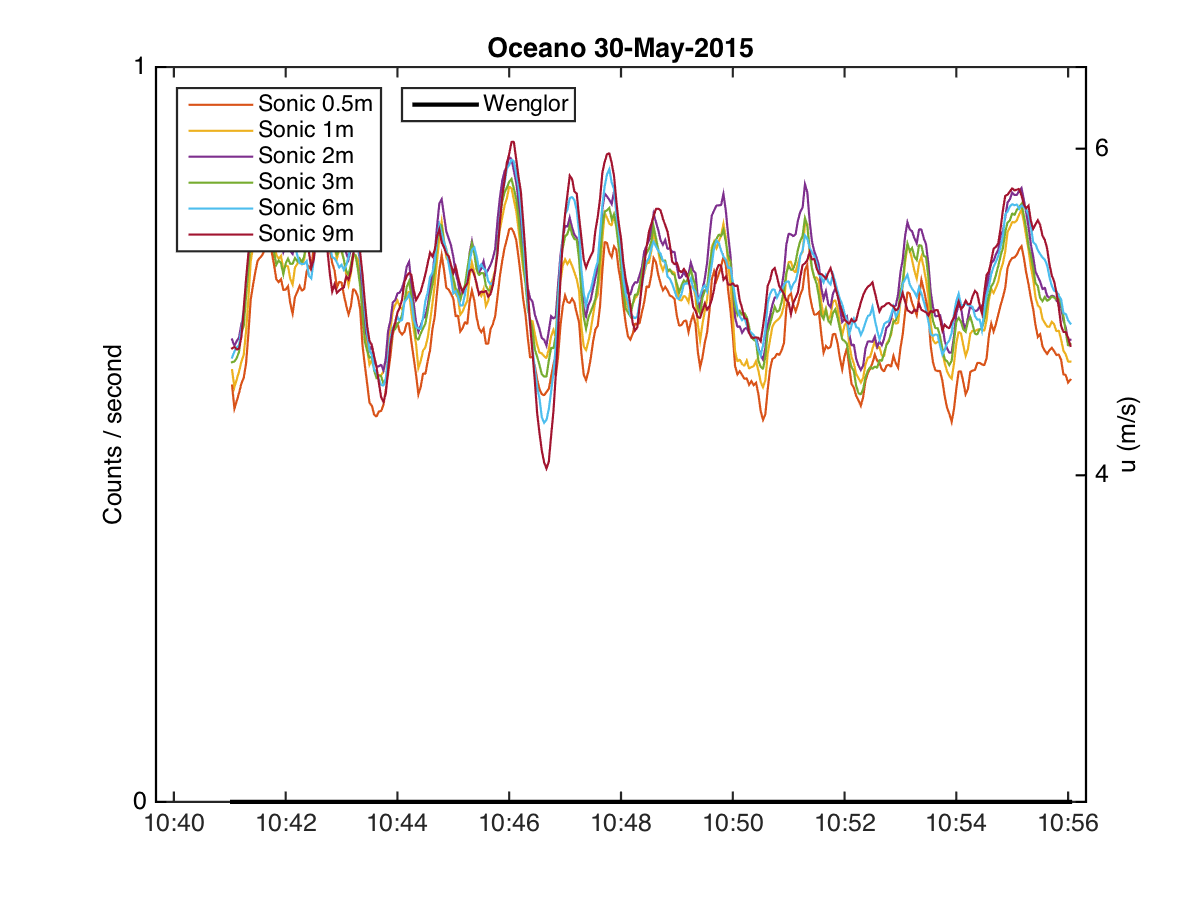 Oceano 30-May-2015
1
Sonic 0.5m
Sonic 1m
Sonic 2m
Sonic 3m
Sonic 6m
Sonic 9m
Wenglor
6
4
Counts / second
u (m/s)
0
10:40 10:42 10:44 10:46 10:48 10:50 10:52 10:54 10:56